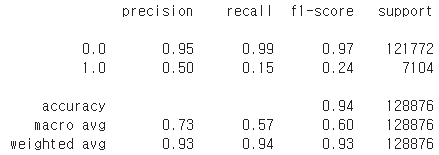 precision recall f1-score support
0.0 0.95 0.99 0.97 121772
1.0 0.50 0.15 0.24 7104
accuracy 0.94 128876
macro avg 0.73 0.57 0.60 128876
weighted avg 0.93 0.94 0.93 128876